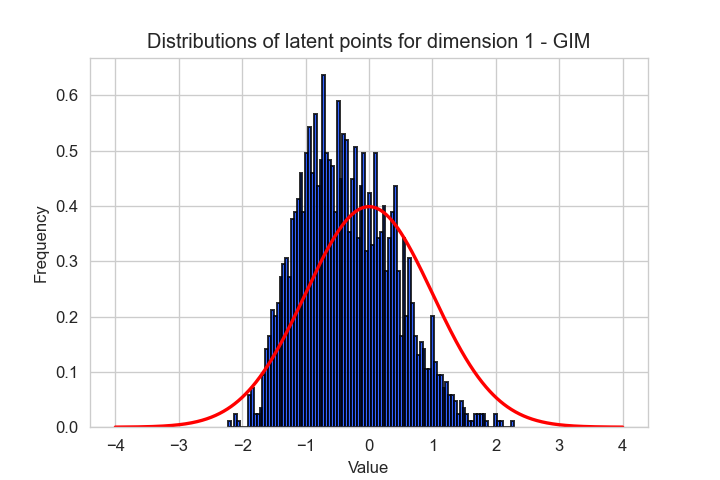 Distributions of latent points for dimension 1 - GIM
0.6
0.5
0.4
0.3
0.2
0.1
0.0
Frequency
−4 −3 −2 −1 0 1 2 3 4
Value